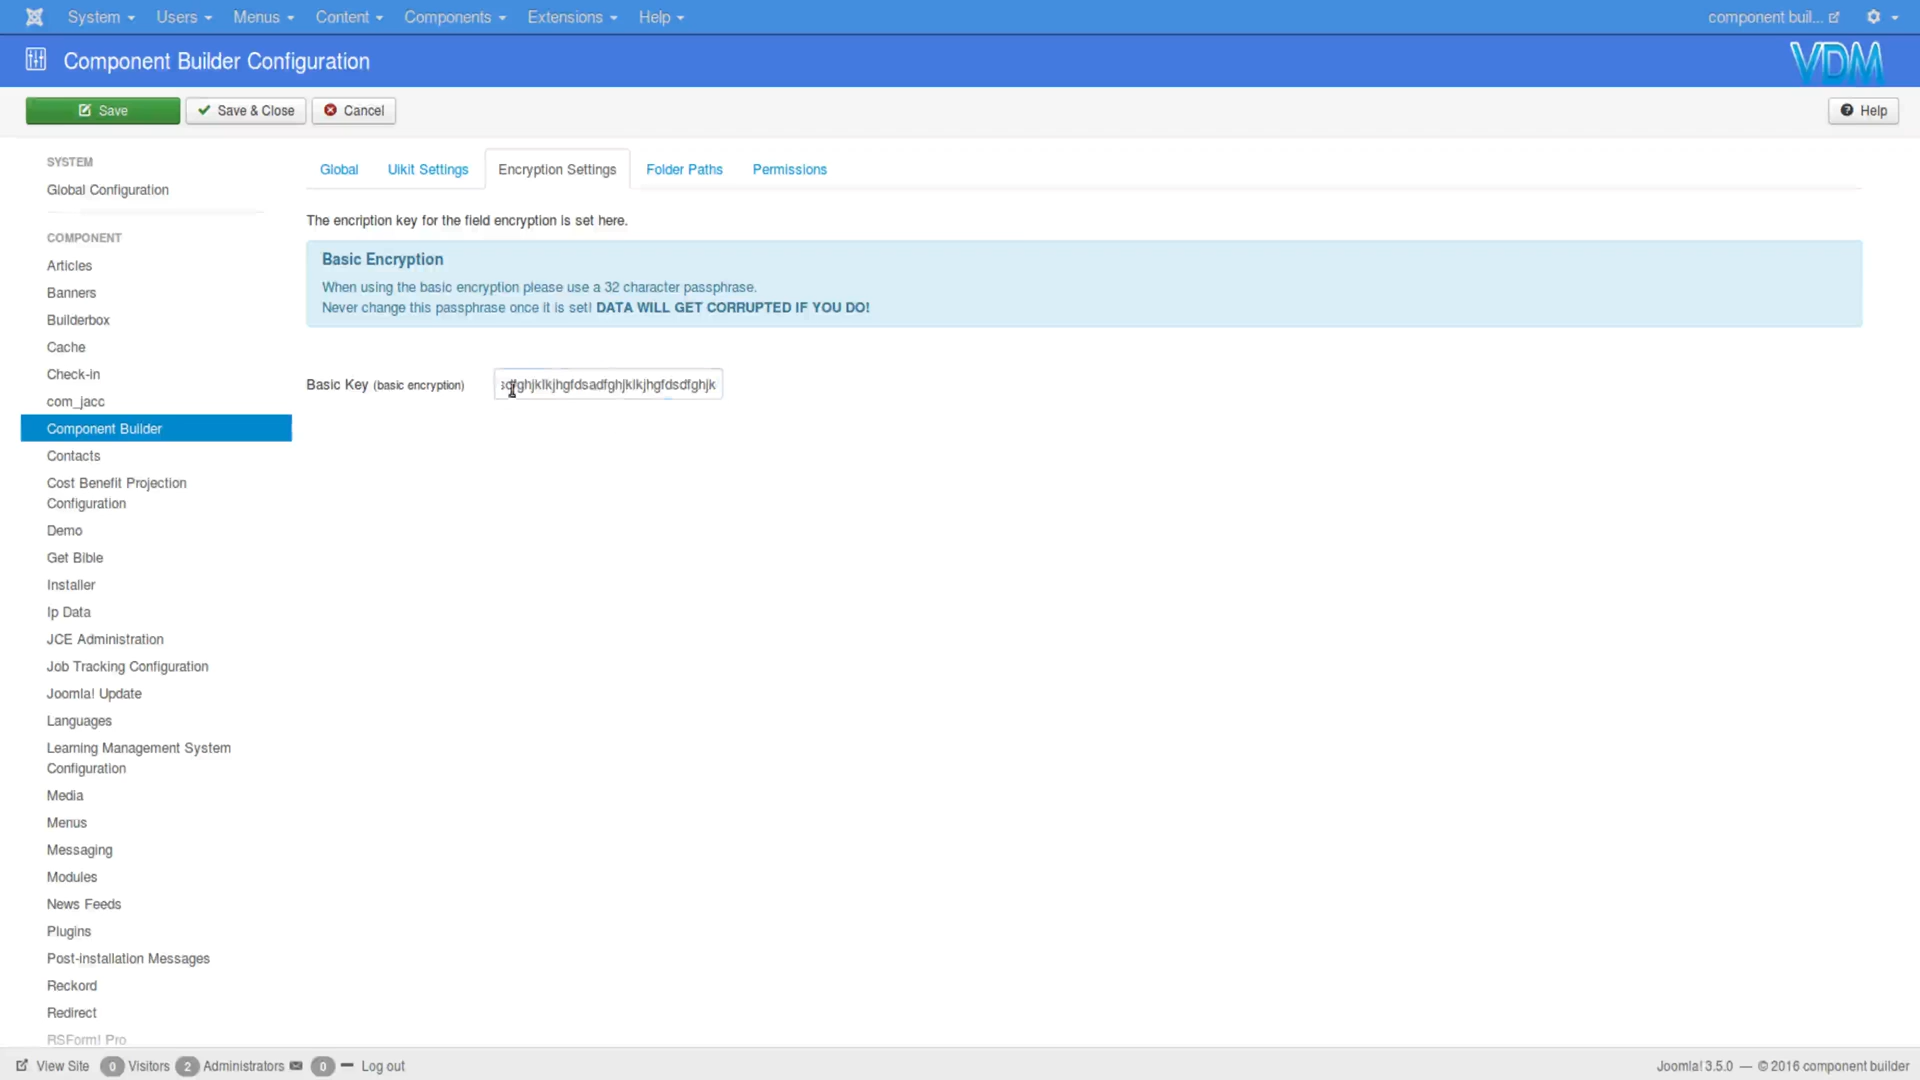 System
Users
Menus
Content
Components
Extensions
Help
component buil...
Component Builder Configuration
VDM
Save
Save & Close
Cancel
Help
SYSTEM
Global Configuration
COMPONENT
Articles
Banners
Builderbox
Cache
Check-in
com_jacc
Component Builder
Contacts
Cost Benefit Projection
Configuration
Demo
Get Bible
Installer
Ip Data
JCE Administration
Job Tracking Configuration
Joomla! Update
Languages
Learning Management System
Configuration
Media
Menus
Messaging
Modules
News Feeds
Plugins
Post-installation Messages
Reckord
Redirect
RSForm! Pro
Global
Uikit Settings
Encryption Settings
Folder Paths
Permissions
The encription key for the field encryption is set here.
Basic Encryption
When using the basic encryption please use a 32 character passphrase.
Never change this passphrase once it is set! DATA WILL GET CORRUPTED IF YOU DO!
Basic Key (basic encryption)
View Site
0 Visitors
2 Administrators
0
Log out
Joomla! 3.5.0 — © 2016 component builder